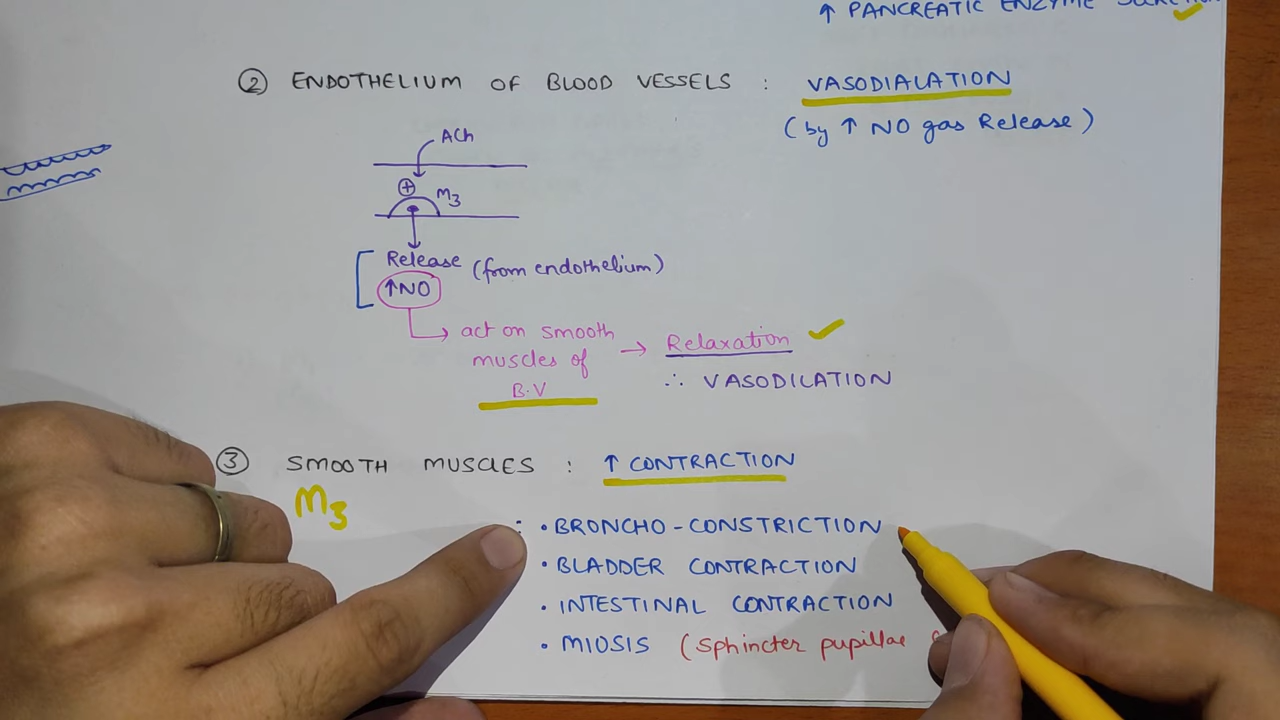 ↑ PANCREATIC ENZYME
② ENDOTHELIUM OF BLOOD VESSELS : VASODIALATION
(by ↑ NO gas Release)
ACh
⊕ M3
Release (from endothelium)
↑NO
act on smooth muscles of B.V → Relaxation
∴ VASODILATION
③ SMOOTH MUSCLES : ↑ CONTRACTION
M3
: • BRONCHO-CONSTRICTION
• BLADDER CONTRACTION
• INTESTINAL CONTRACTION
• MIOSIS (Sphincter pupillae